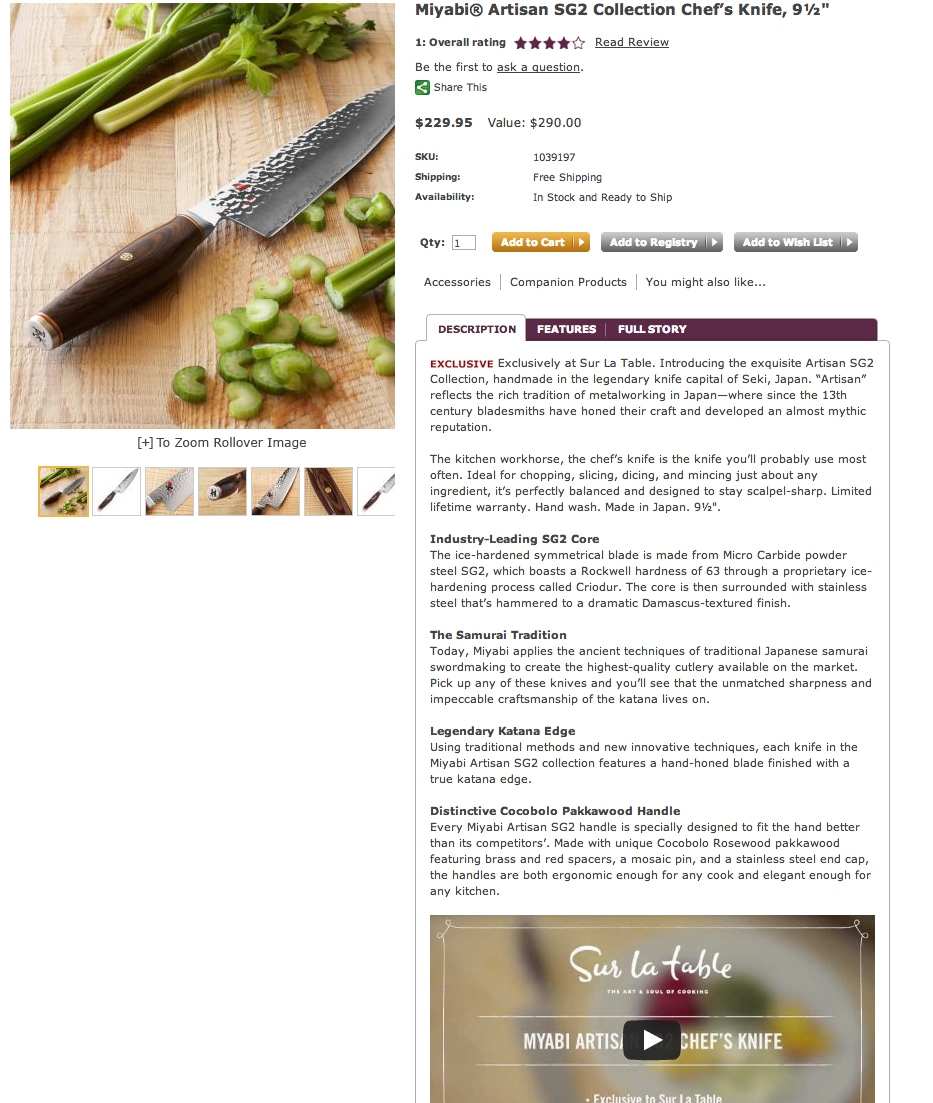 Miyabi® Artisan SG2 Collection Chef's Knife, 9½"
1: Overall rating Read Review
Be the first to ask a question.
Share This
$229.95 Value: $290.00
SKU: 1039197
Shipping: Free Shipping
Availability: In Stock and Ready to Ship
Qty: 1 Add to Cart Add to Registry Add to Wish List
Accessories Companion Products You might also like...
DESCRIPTION FEATURES FULL STORY
EXCLUSIVE Exclusively at Sur La Table. Introducing the exquisite Artisan SG2
Collection, handmade in the legendary knife capital of Seki, Japan. “Artisan”
reflects the rich tradition of metalworking in Japan—where since the 13th
century bladesmiths have honed their craft and developed an almost mythic
reputation.
The kitchen workhorse, the chef’s knife is the knife you’ll probably use most
often. Ideal for chopping, slicing, dicing, and mincing just about any
ingredient, it’s perfectly balanced and designed to stay scalpel-sharp. Limited
lifetime warranty. Hand wash. Made in Japan. 9½".
Industry-Leading SG2 Core
The ice-hardened symmetrical blade is made from Micro Carbide powder
steel SG2, which boasts a Rockwell hardness of 63 through a proprietary ice-
hardening process called Criodur. The core is then surrounded with stainless
steel that’s hammered to a dramatic Damascus-textured finish.
The Samurai Tradition
Today, Miyabi applies the ancient techniques of traditional Japanese samurai
swordmaking to create the highest-quality cutlery available on the market.
Pick up any of these knives and you’ll see that the unmatched sharpness and
impeccable craftsmanship of the katana lives on.
Legendary Katana Edge
Using traditional methods and new innovative techniques, each knife in the
Miyabi Artisan SG2 collection features a hand-honed blade finished with a
true katana edge.
Distinctive Cocobolo Pakkawood Handle
Every Miyabi Artisan SG2 handle is specially designed to fit the hand better
than its competitors’. Made with unique Cocobolo Rosewood pakkawood
featuring brass and red spacers, a mosaic pin, and a stainless steel end cap,
the handles are both ergonomic enough for any cook and elegant enough for
any kitchen.
Sur la table
THE ART & SOUL OF COOKING
MYABI ARTISAN SG2 CHEF'S KNIFE
• Exclusive to Sur La Table
[+] To Zoom Rollover Image